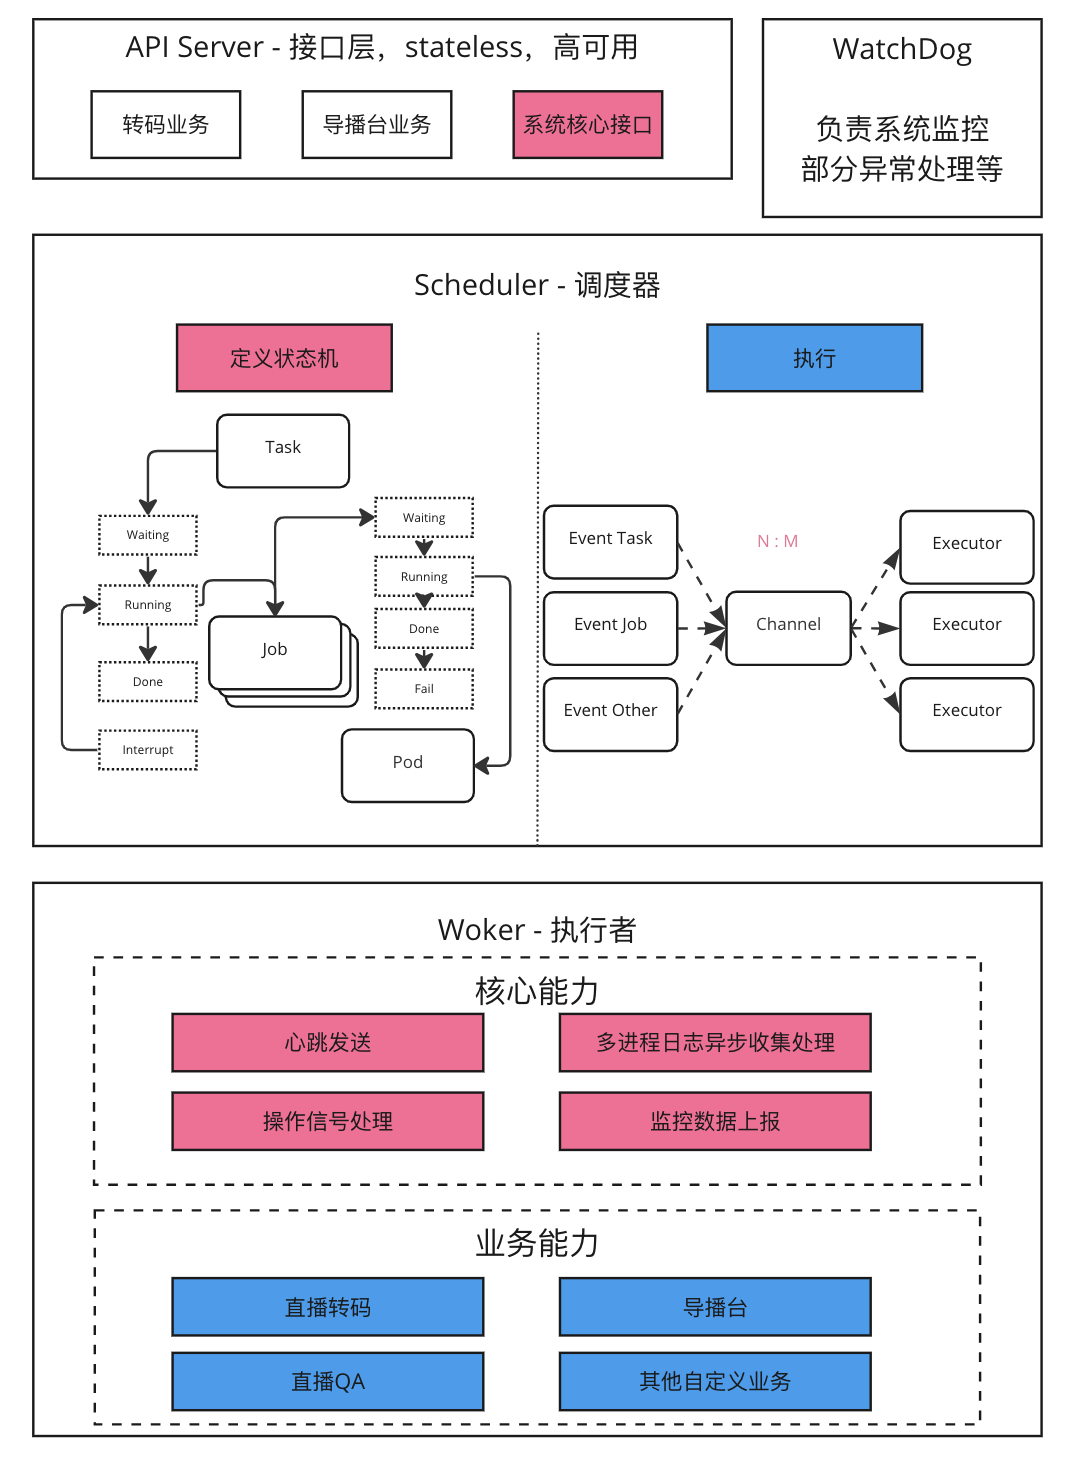 API Server - 接口层，stateless，高可用
转码业务
导播台业务
系统核心接口
WatchDog
负责系统监控
部分异常处理等
Scheduler - 调度器
定义状态机
执行
Task
Waiting
Running
Done
Interrupt
Job
Waiting
Running
Done
Fail
Pod
Event Task
Event Job
Event Other
N : M
Channel
Executor
Executor
Executor
Woker - 执行者
核心能力
心跳发送
多进程日志异步收集处理
操作信号处理
监控数据上报
业务能力
直播转码
导播台
直播QA
其他自定义业务